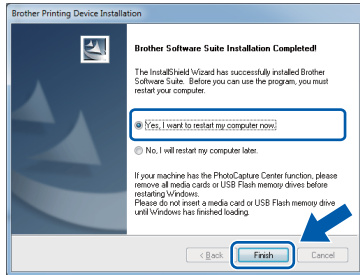 Brother Printing Device Installation
Brother Software Suite Installation Completed!
The InstallShield Wizard has successfully installed Brother
Software Suite.  Before you can use the program, you must
restart your computer.
Yes, I want to restart my computer now.
No, I will restart my computer later.
If your machine has the PhotoCapture Center function, please
remove all media cards or USB Flash memory drives before
restarting Windows.
Please do not insert a media card or USB Flash memory drive
until Windows has finished loading.
< Back
Finish
Cancel